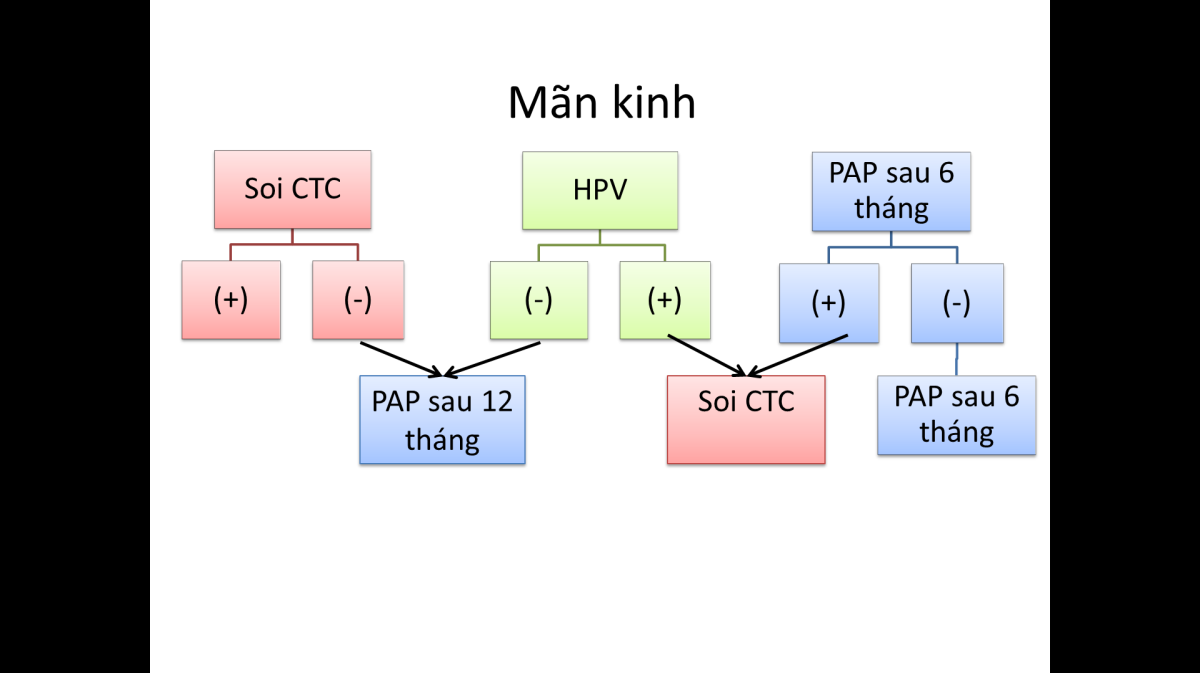 Mãn kinh
Soi CTC
HPV
PAP sau 6
tháng
(+)
(-)
(-)
(+)
(+)
(-)
PAP sau 12
tháng
Soi CTC
PAP sau 6
tháng